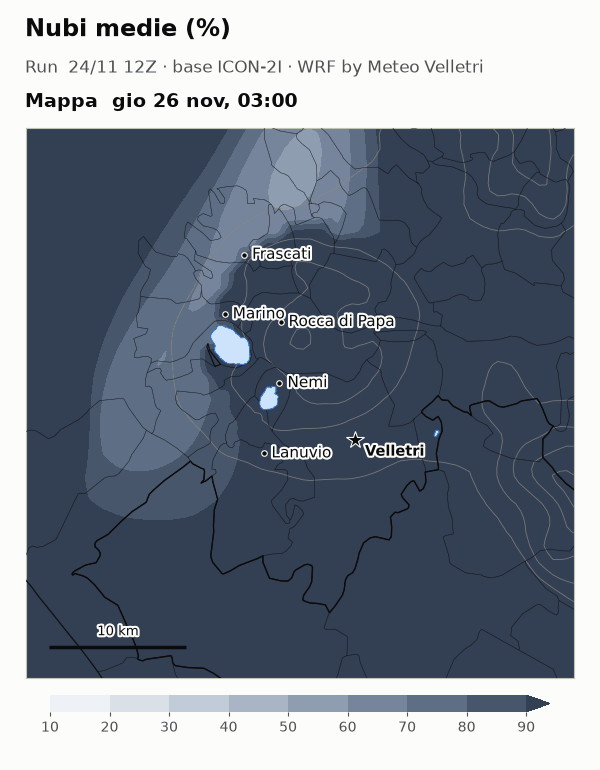 Nubi medie (%)
Run 24/11 12Z · base ICON-2I · WRF by Meteo Velletri
Mappa gio 26 nov, 03:00
Frascati
Marino
Rocca di Papa
Nemi
Velletri
Lanuvio
10 km
10 20 30 40 50 60 70 80 90